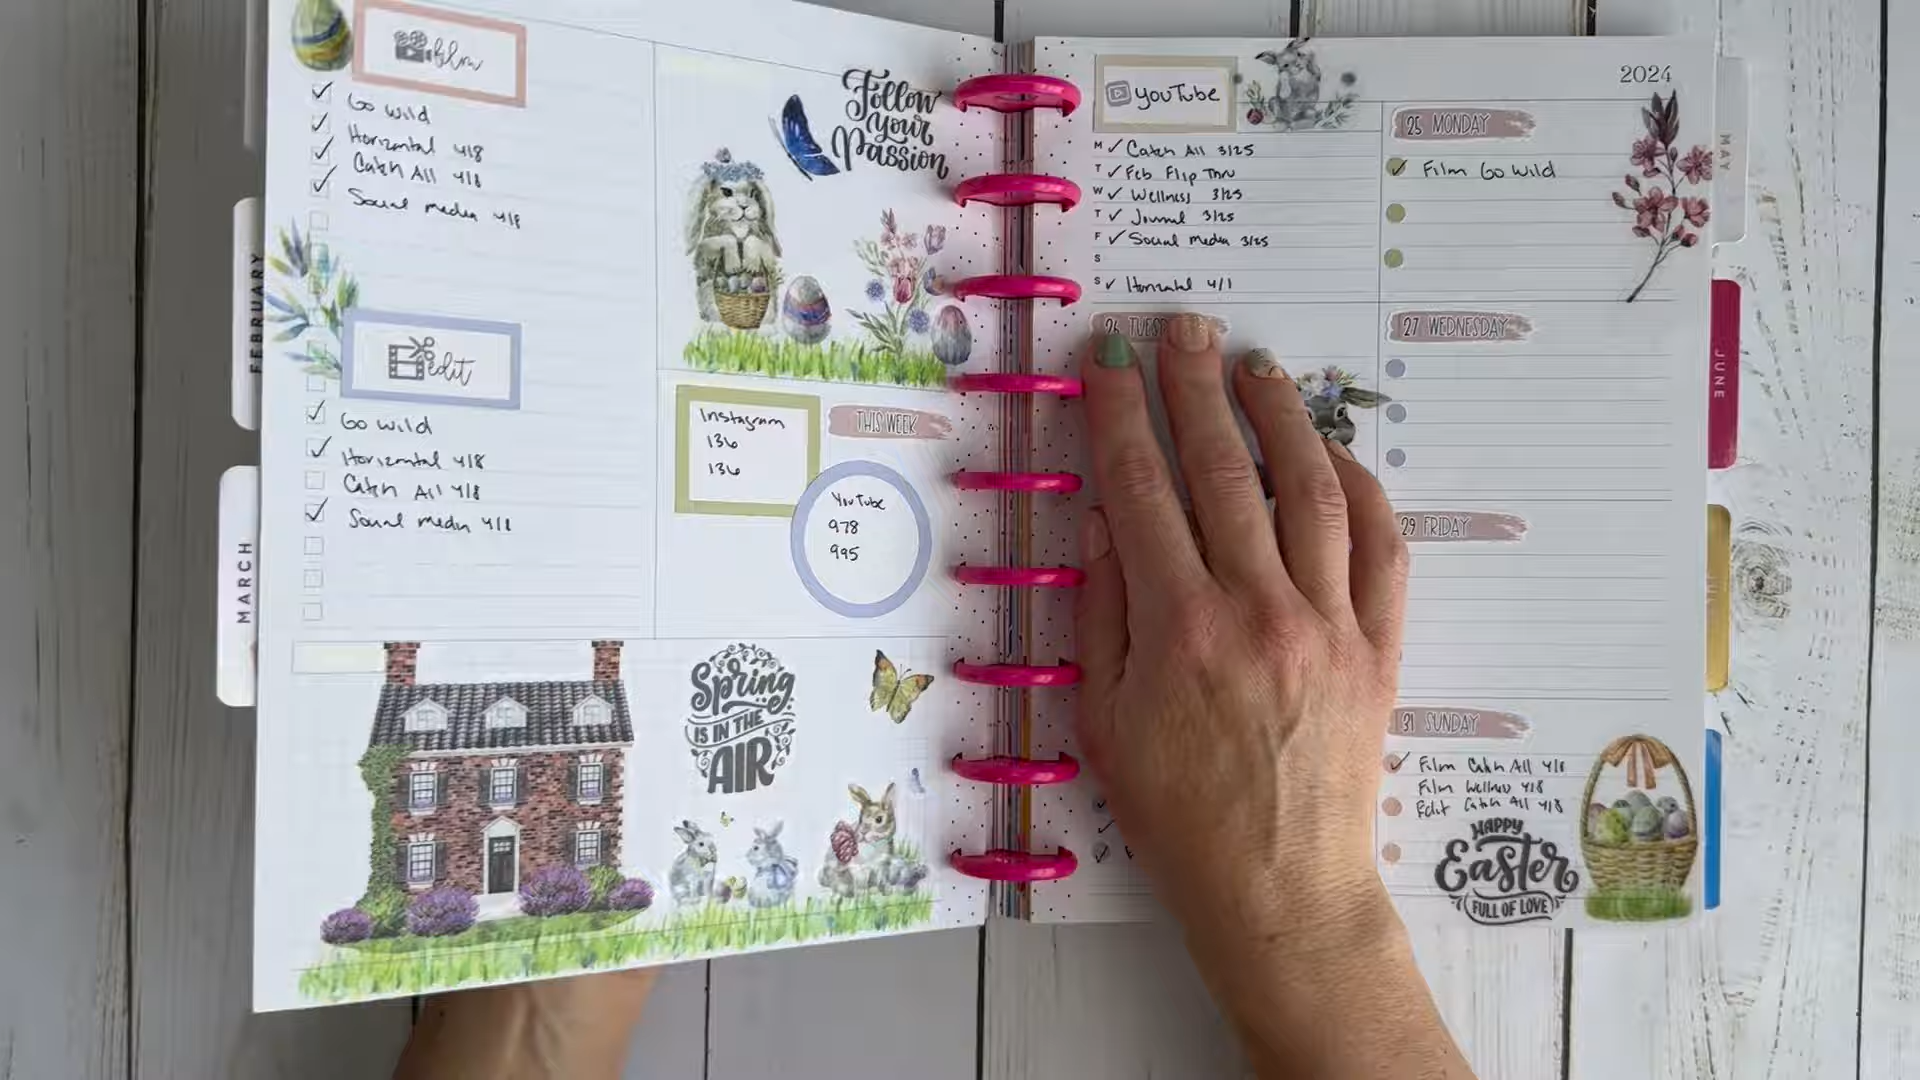 film
Go Wild
Horizontal 4/8
Catch All 4/8
Social media 4/8
edit
Go Wild
Horizontal 4/8
Catch All 4/8
Social media 4/8
Follow
your
Passion
Instagram
136
136
THIS WEEK
YouTube
978
995
Spring
IS IN THE
AIR
FEBRUARY
MARCH
YouTube
M Catch All 3/25
T Feb Flip Thru
W Wellness 3/25
T Journal 3/25
F Social media 3/25
S
S Horizontal 4/1
2024
25 MONDAY
Film Go Wild
26 TUES
27 WEDNESDAY
29 FRIDAY
31 SUNDAY
Film Catch All 4/8
Film Wellness 4/8
Edit Catch All 4/8
HAPPY
Easter
FULL OF LOVE
MAY
JUNE